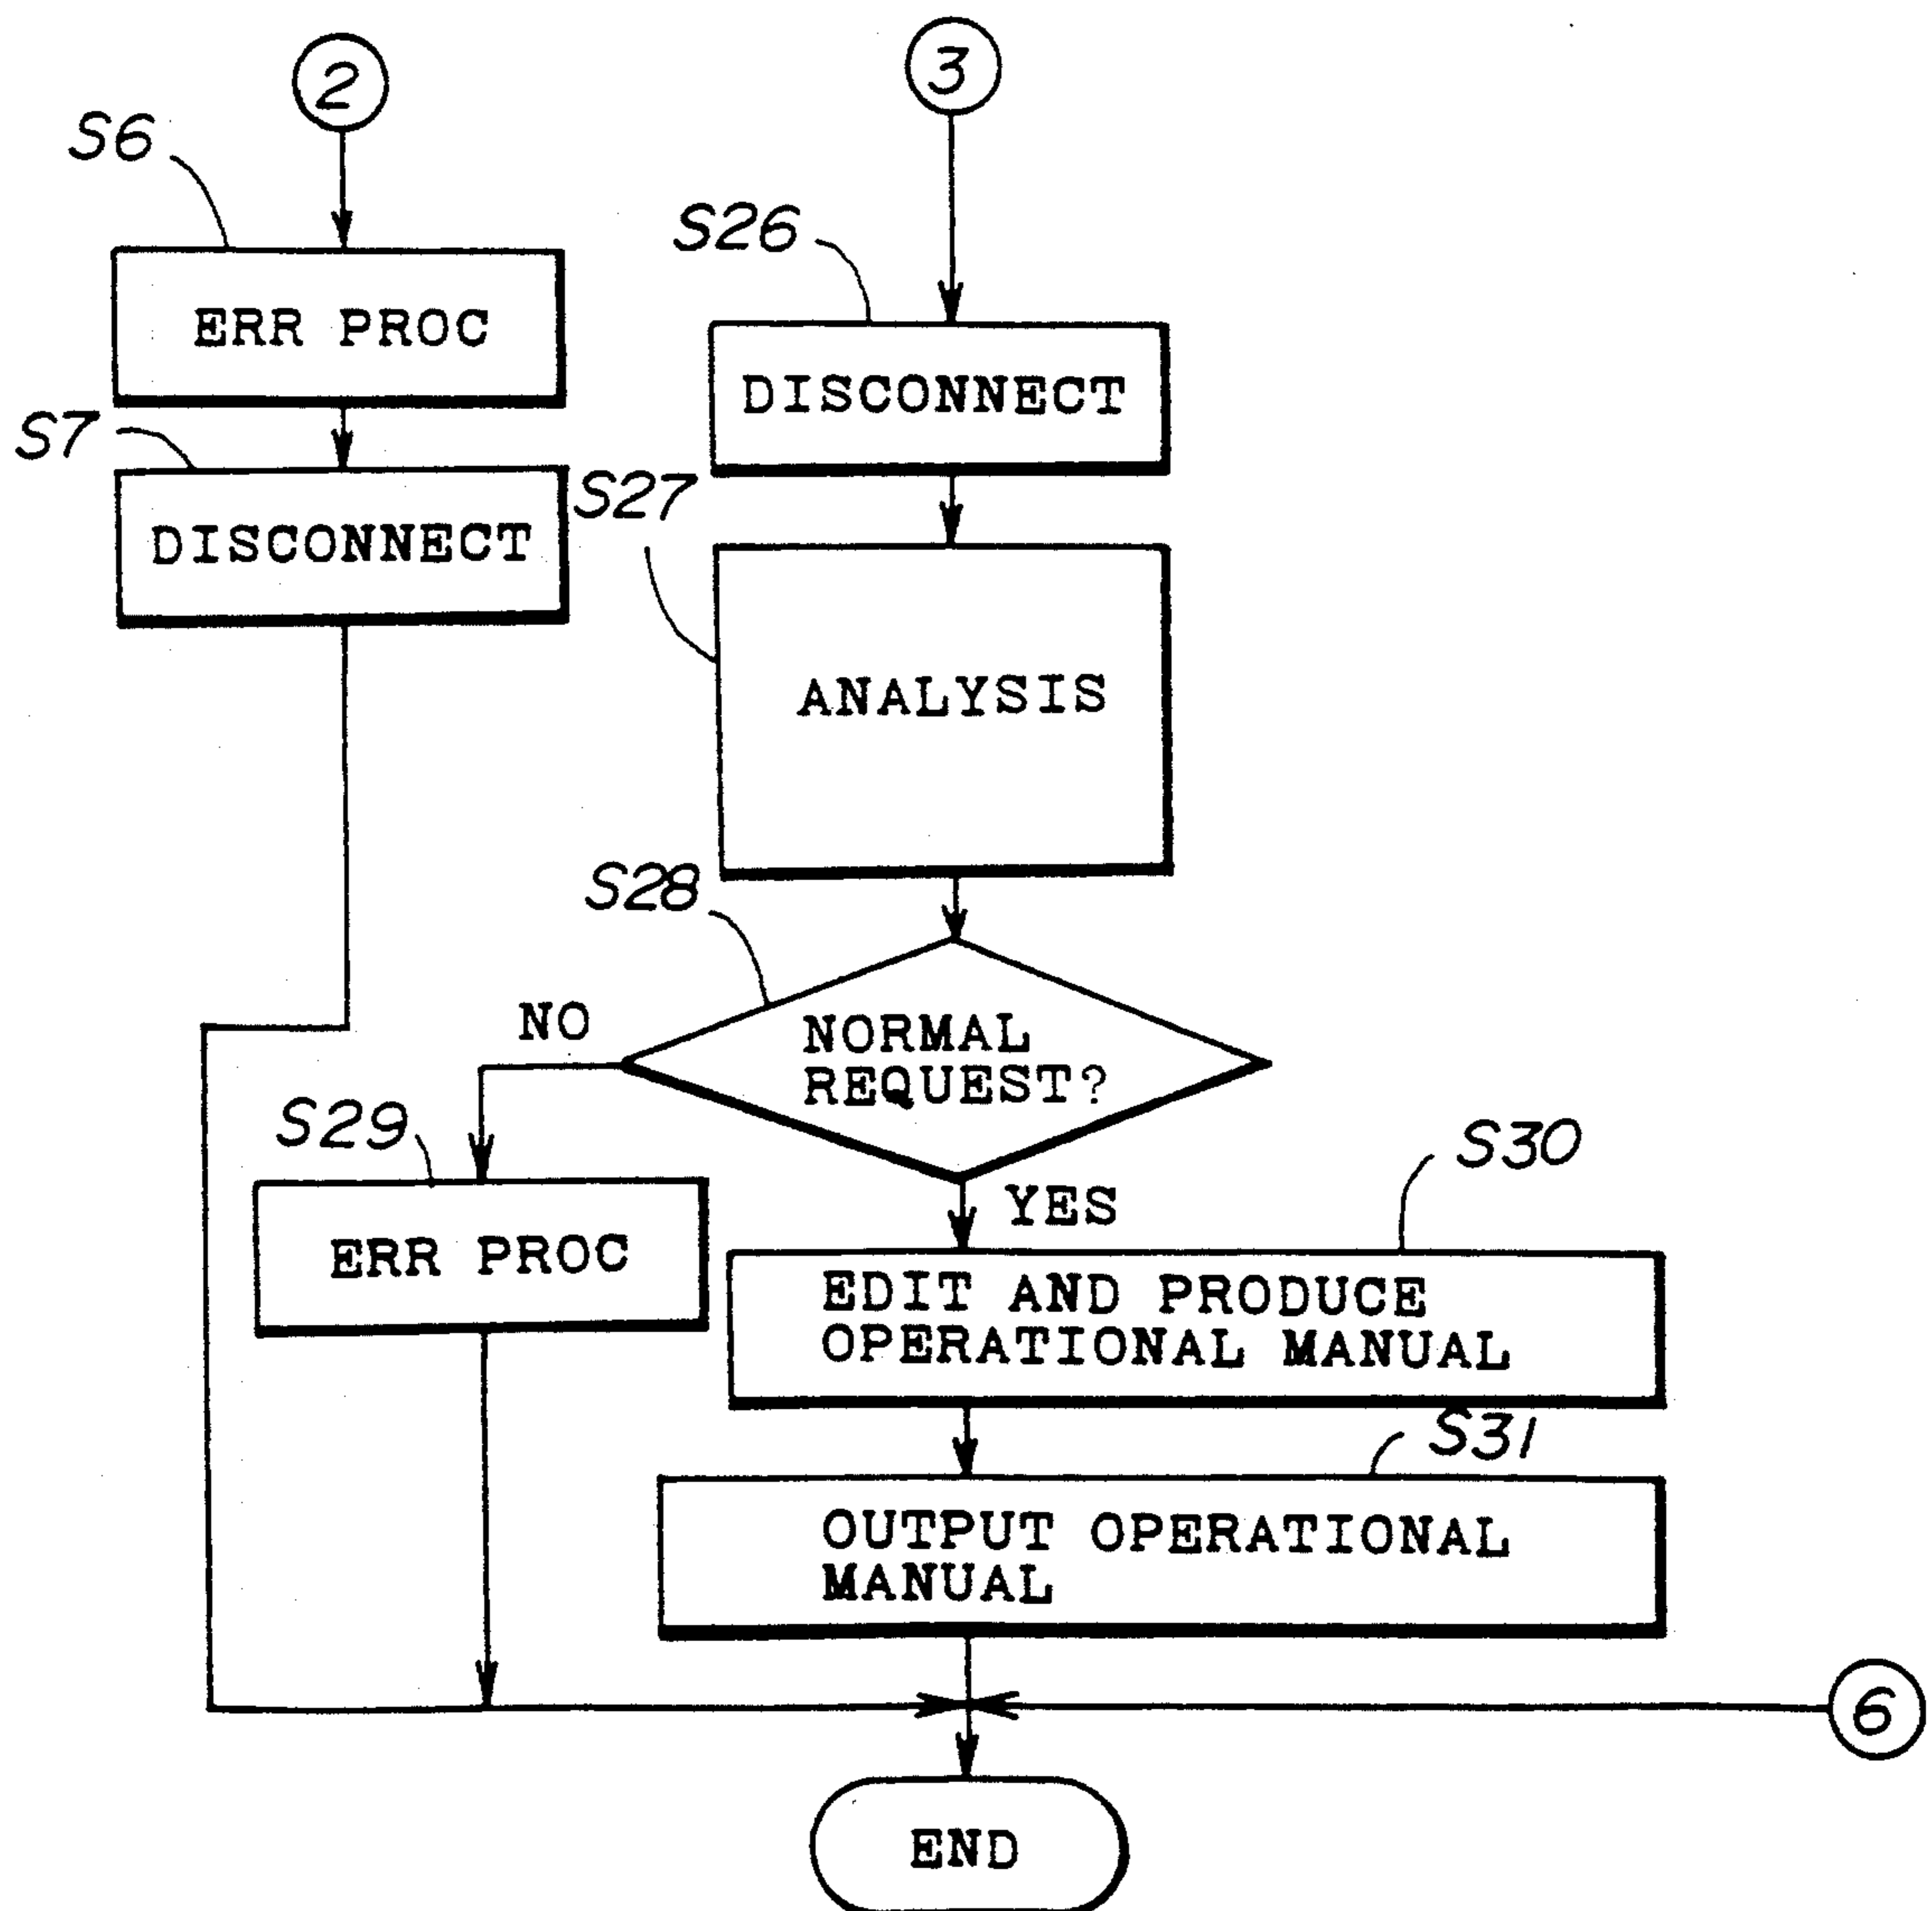 2
3
S6
S26
ERR PROC
DISCONNECT
S7
S27
DISCONNECT
ANALYSIS
S28
NO
NORMAL
REQUEST?
S29
S30
YES
ERR PROC
EDIT AND PRODUCE
OPERATIONAL MANUAL
S31
OUTPUT OPERATIONAL
MANUAL
6
END